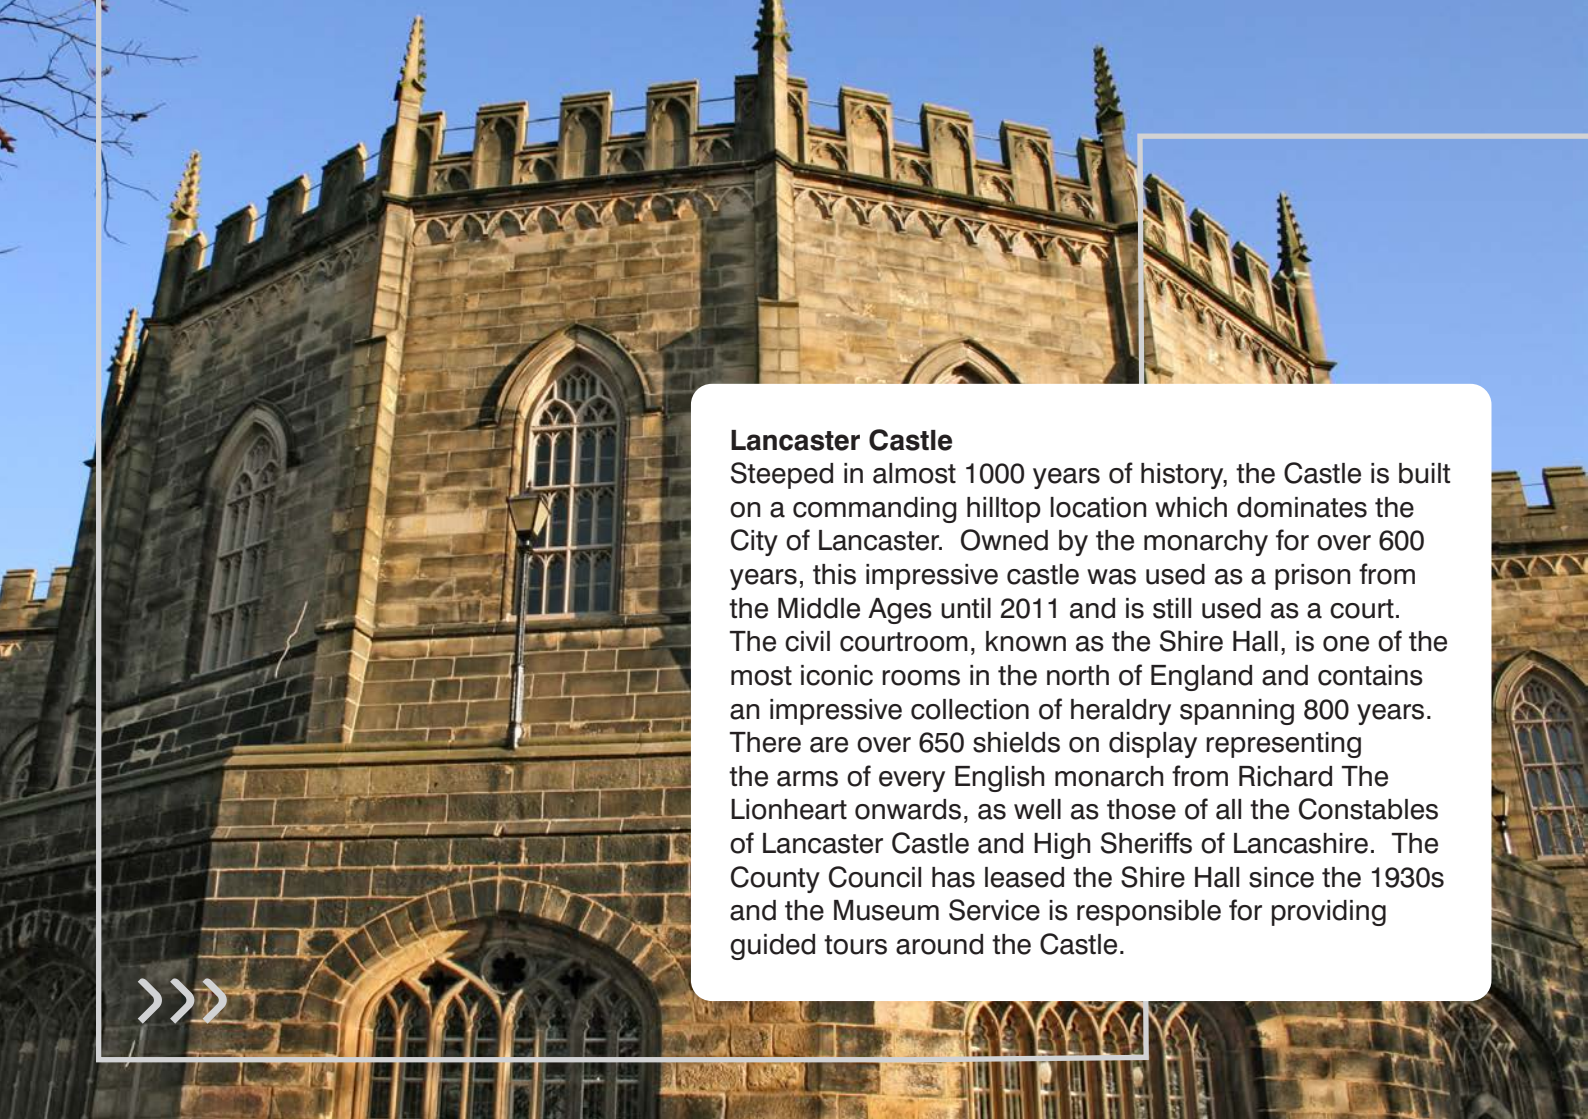 Lancaster Castle
Steeped in almost 1000 years of history, the Castle is built
on a commanding hilltop location which dominates the
City of Lancaster.  Owned by the monarchy for over 600
years, this impressive castle was used as a prison from
the Middle Ages until 2011 and is still used as a court.
The civil courtroom, known as the Shire Hall, is one of the
most iconic rooms in the north of England and contains
an impressive collection of heraldry spanning 800 years.
There are over 650 shields on display representing
the arms of every English monarch from Richard The
Lionheart onwards, as well as those of all the Constables
of Lancaster Castle and High Sheriffs of Lancashire.  The
County Council has leased the Shire Hall since the 1930s
and the Museum Service is responsible for providing
guided tours around the Castle.